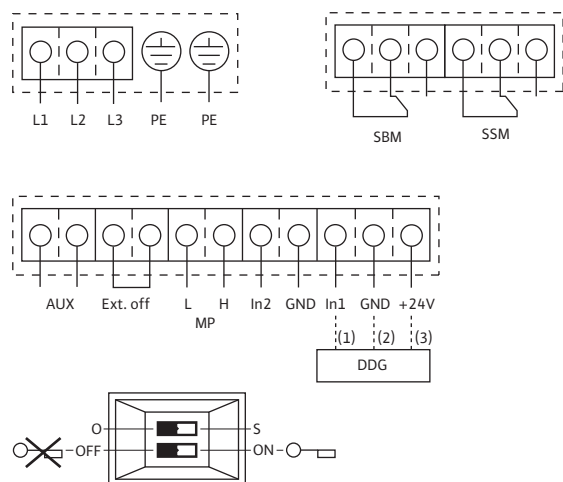 L1 L2 L3 PE PE
SBM SSM
AUX Ext. off L H In2 GND In1 GND +24V
MP
(1) (2) (3)
DDG
O S
OFF ON